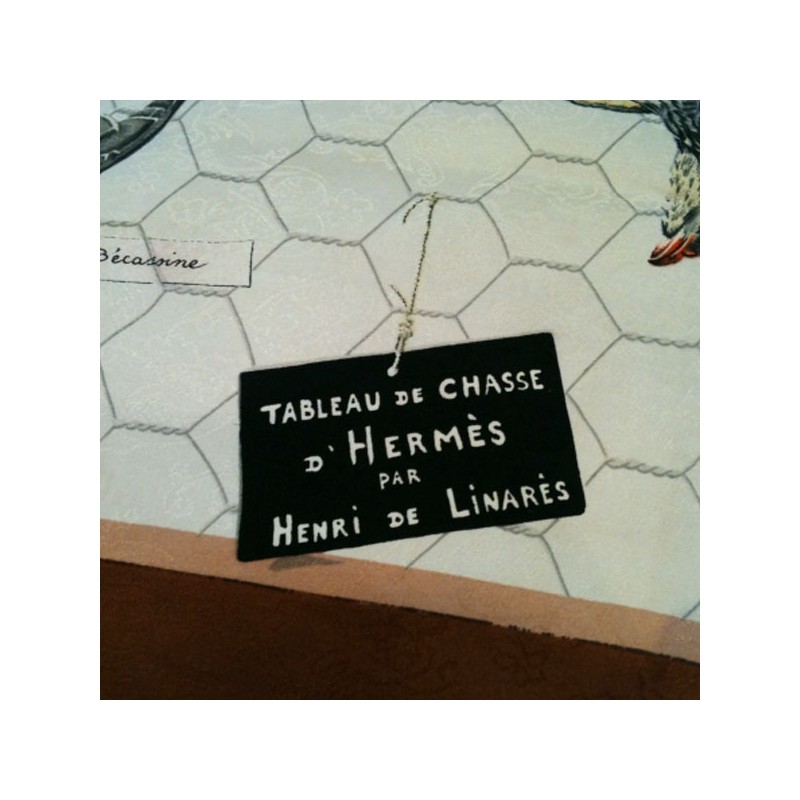 Bécassine
TABLEAU DE CHASSE
D'HERMÈS
PAR
HENRI DE LINARÈS